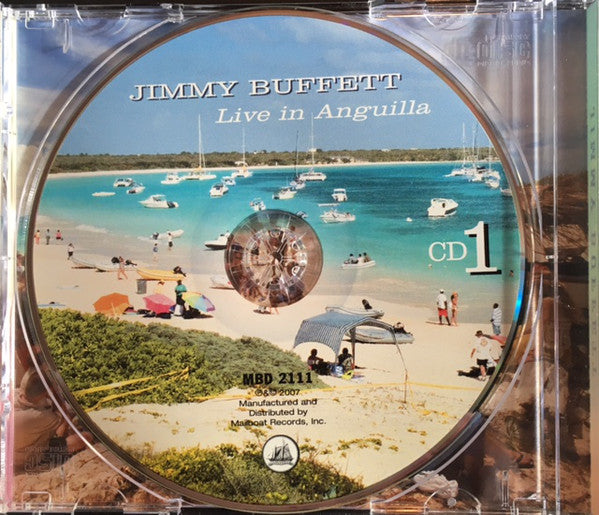 JIMMY BUFFETT
Live in Anguilla
CD 1
MBD 2111
℗&© 2007
Manufactured and
Distributed by
Mailboat Records, Inc.